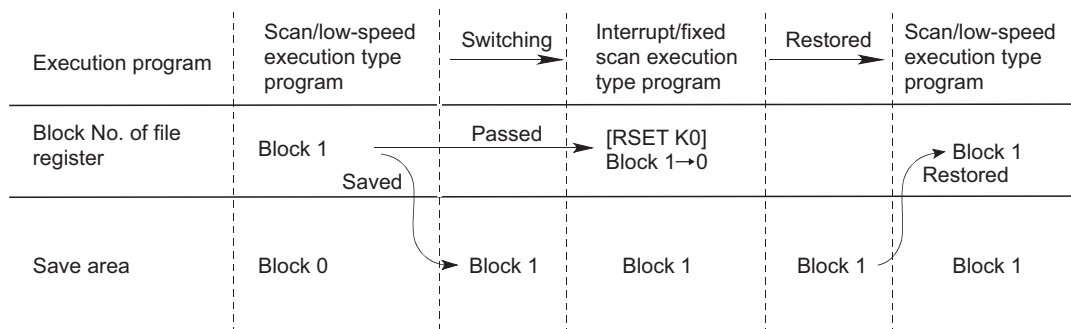 Execution program
Scan/low-speed
execution type
program
Switching
Interrupt/fixed
scan execution
type program
Restored
Scan/low-speed
execution type
program
Block No. of file
register
Block 1
Passed
[RSET K0]
Block 1→0
Block 1
Restored
Saved
Save area
Block 0
Block 1
Block 1
Block 1
Block 1